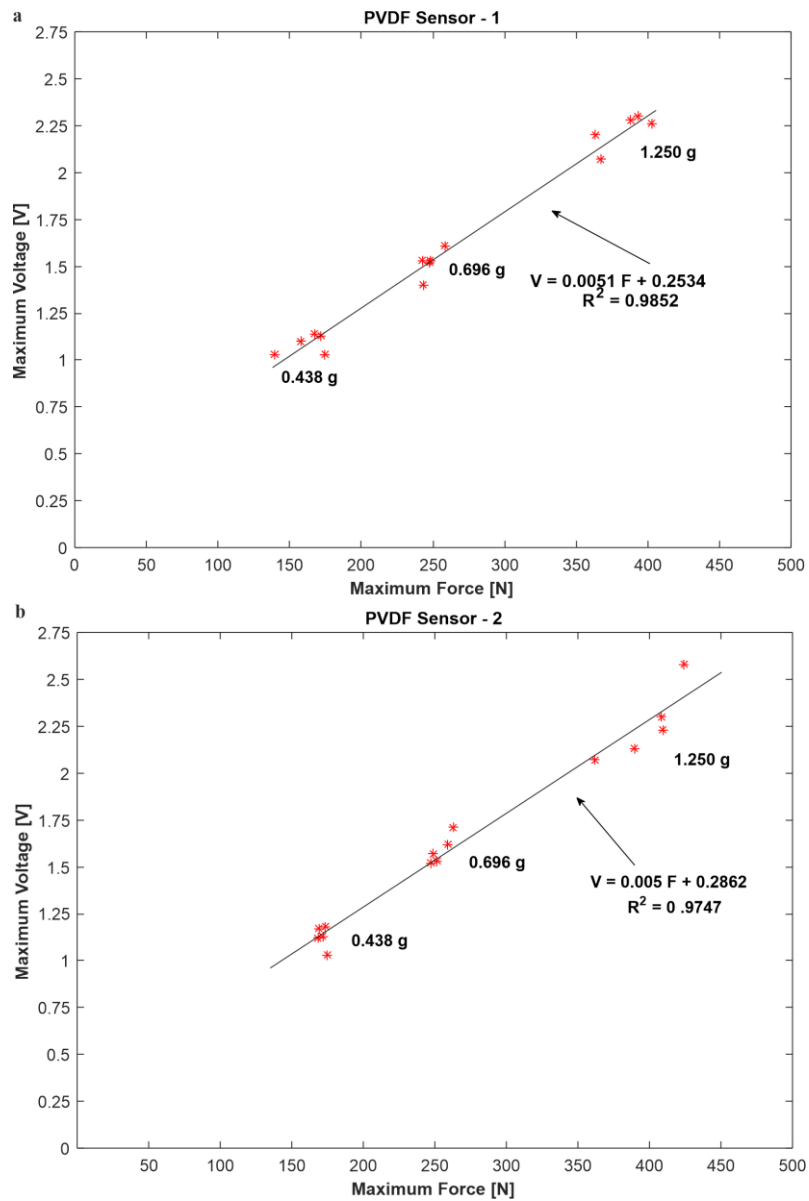 a
PVDF Sensor - 1
2.75
2.5
2.25
2
1.75
1.5
1.25
1
0.75
0.5
0.25
0
Maximum Voltage [V]
1.250 g
0.696 g
V = 0.0051 F + 0.2534
R² = 0.9852
0.438 g
0 50 100 150 200 250 300 350 400 450 500
Maximum Force [N]
b
PVDF Sensor - 2
2.75
2.5
2.25
2
1.75
1.5
1.25
1
0.75
0.5
0.25
0
Maximum Voltage [V]
1.250 g
0.696 g
V = 0.005 F + 0.2862
R² = 0 .9747
0.438 g
50 100 150 200 250 300 350 400 450 500
Maximum Force [N]